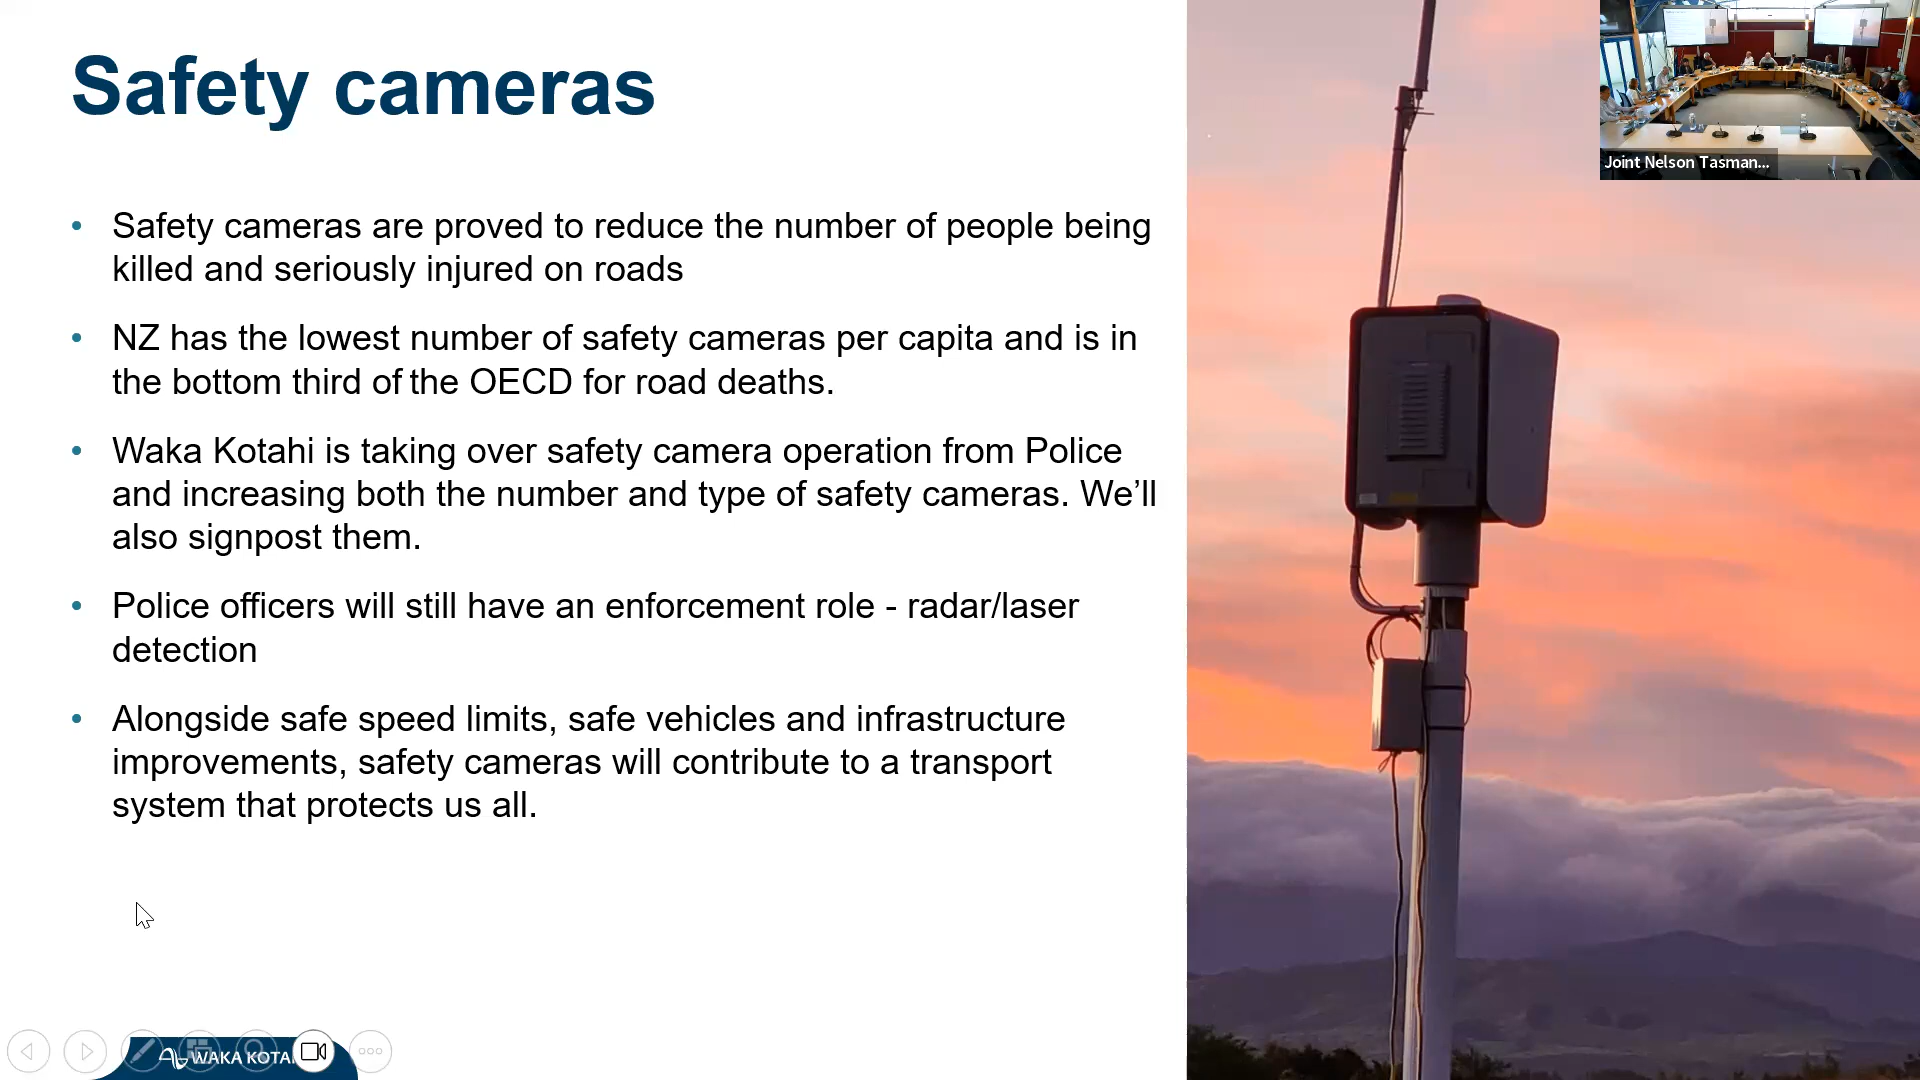 Safety cameras
Joint Nelson Tasman...
• Safety cameras are proved to reduce the number of people being
killed and seriously injured on roads
• NZ has the lowest number of safety cameras per capita and is in
the bottom third of the OECD for road deaths.
• Waka Kotahi is taking over safety camera operation from Police
and increasing both the number and type of safety cameras. We’ll
also signpost them.
• Police officers will still have an enforcement role - radar/laser
detection
• Alongside safe speed limits, safe vehicles and infrastructure
improvements, safety cameras will contribute to a transport
system that protects us all.
WAKA